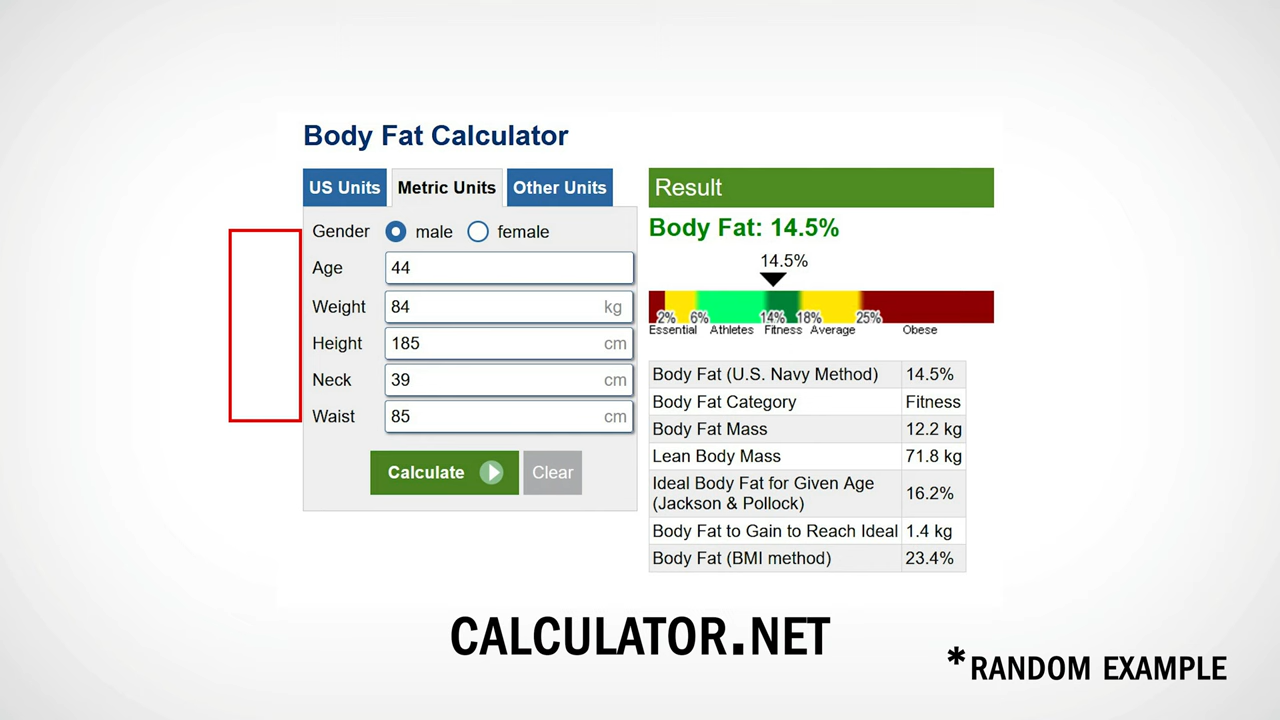 Body Fat Calculator
US Units Metric Units Other Units
Gender male female
Age 44
Weight 84 kg
Height 185 cm
Neck 39 cm
Waist 85 cm
Calculate Clear
Result
Body Fat: 14.5%
14.5%
2% 6% 14% 18% 25%
Essential Athletes Fitness Average Obese
Body Fat (U.S. Navy Method) 14.5%
Body Fat Category Fitness
Body Fat Mass 12.2 kg
Lean Body Mass 71.8 kg
Ideal Body Fat for Given Age
(Jackson & Pollock) 16.2%
Body Fat to Gain to Reach Ideal 1.4 kg
Body Fat (BMI method) 23.4%
CALCULATOR.NET
*RANDOM EXAMPLE